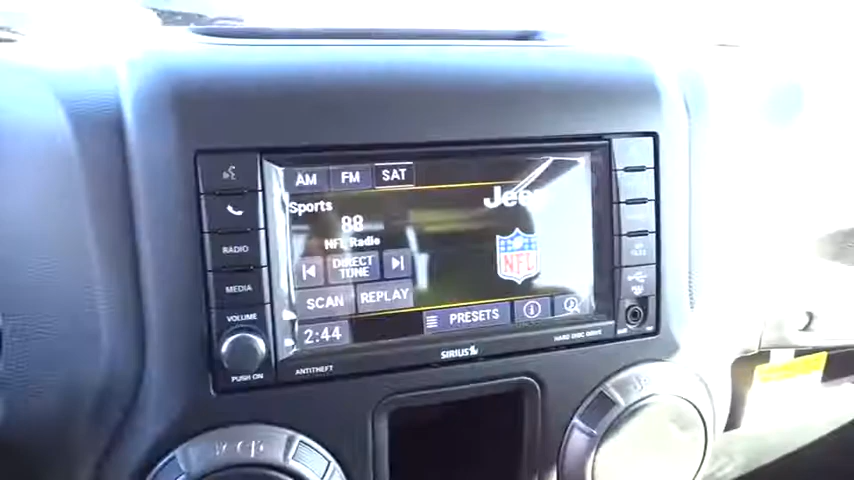 AM FM SAT
Jeep
Sports
88
NFL Radio
NFL
DIRECT
TUNE
SCAN REPLAY
PRESETS
2:44
RADIO
MEDIA
VOLUME
PUSH ON
ANTITHEFT
SIRIUS
HARD DISC DRIVE